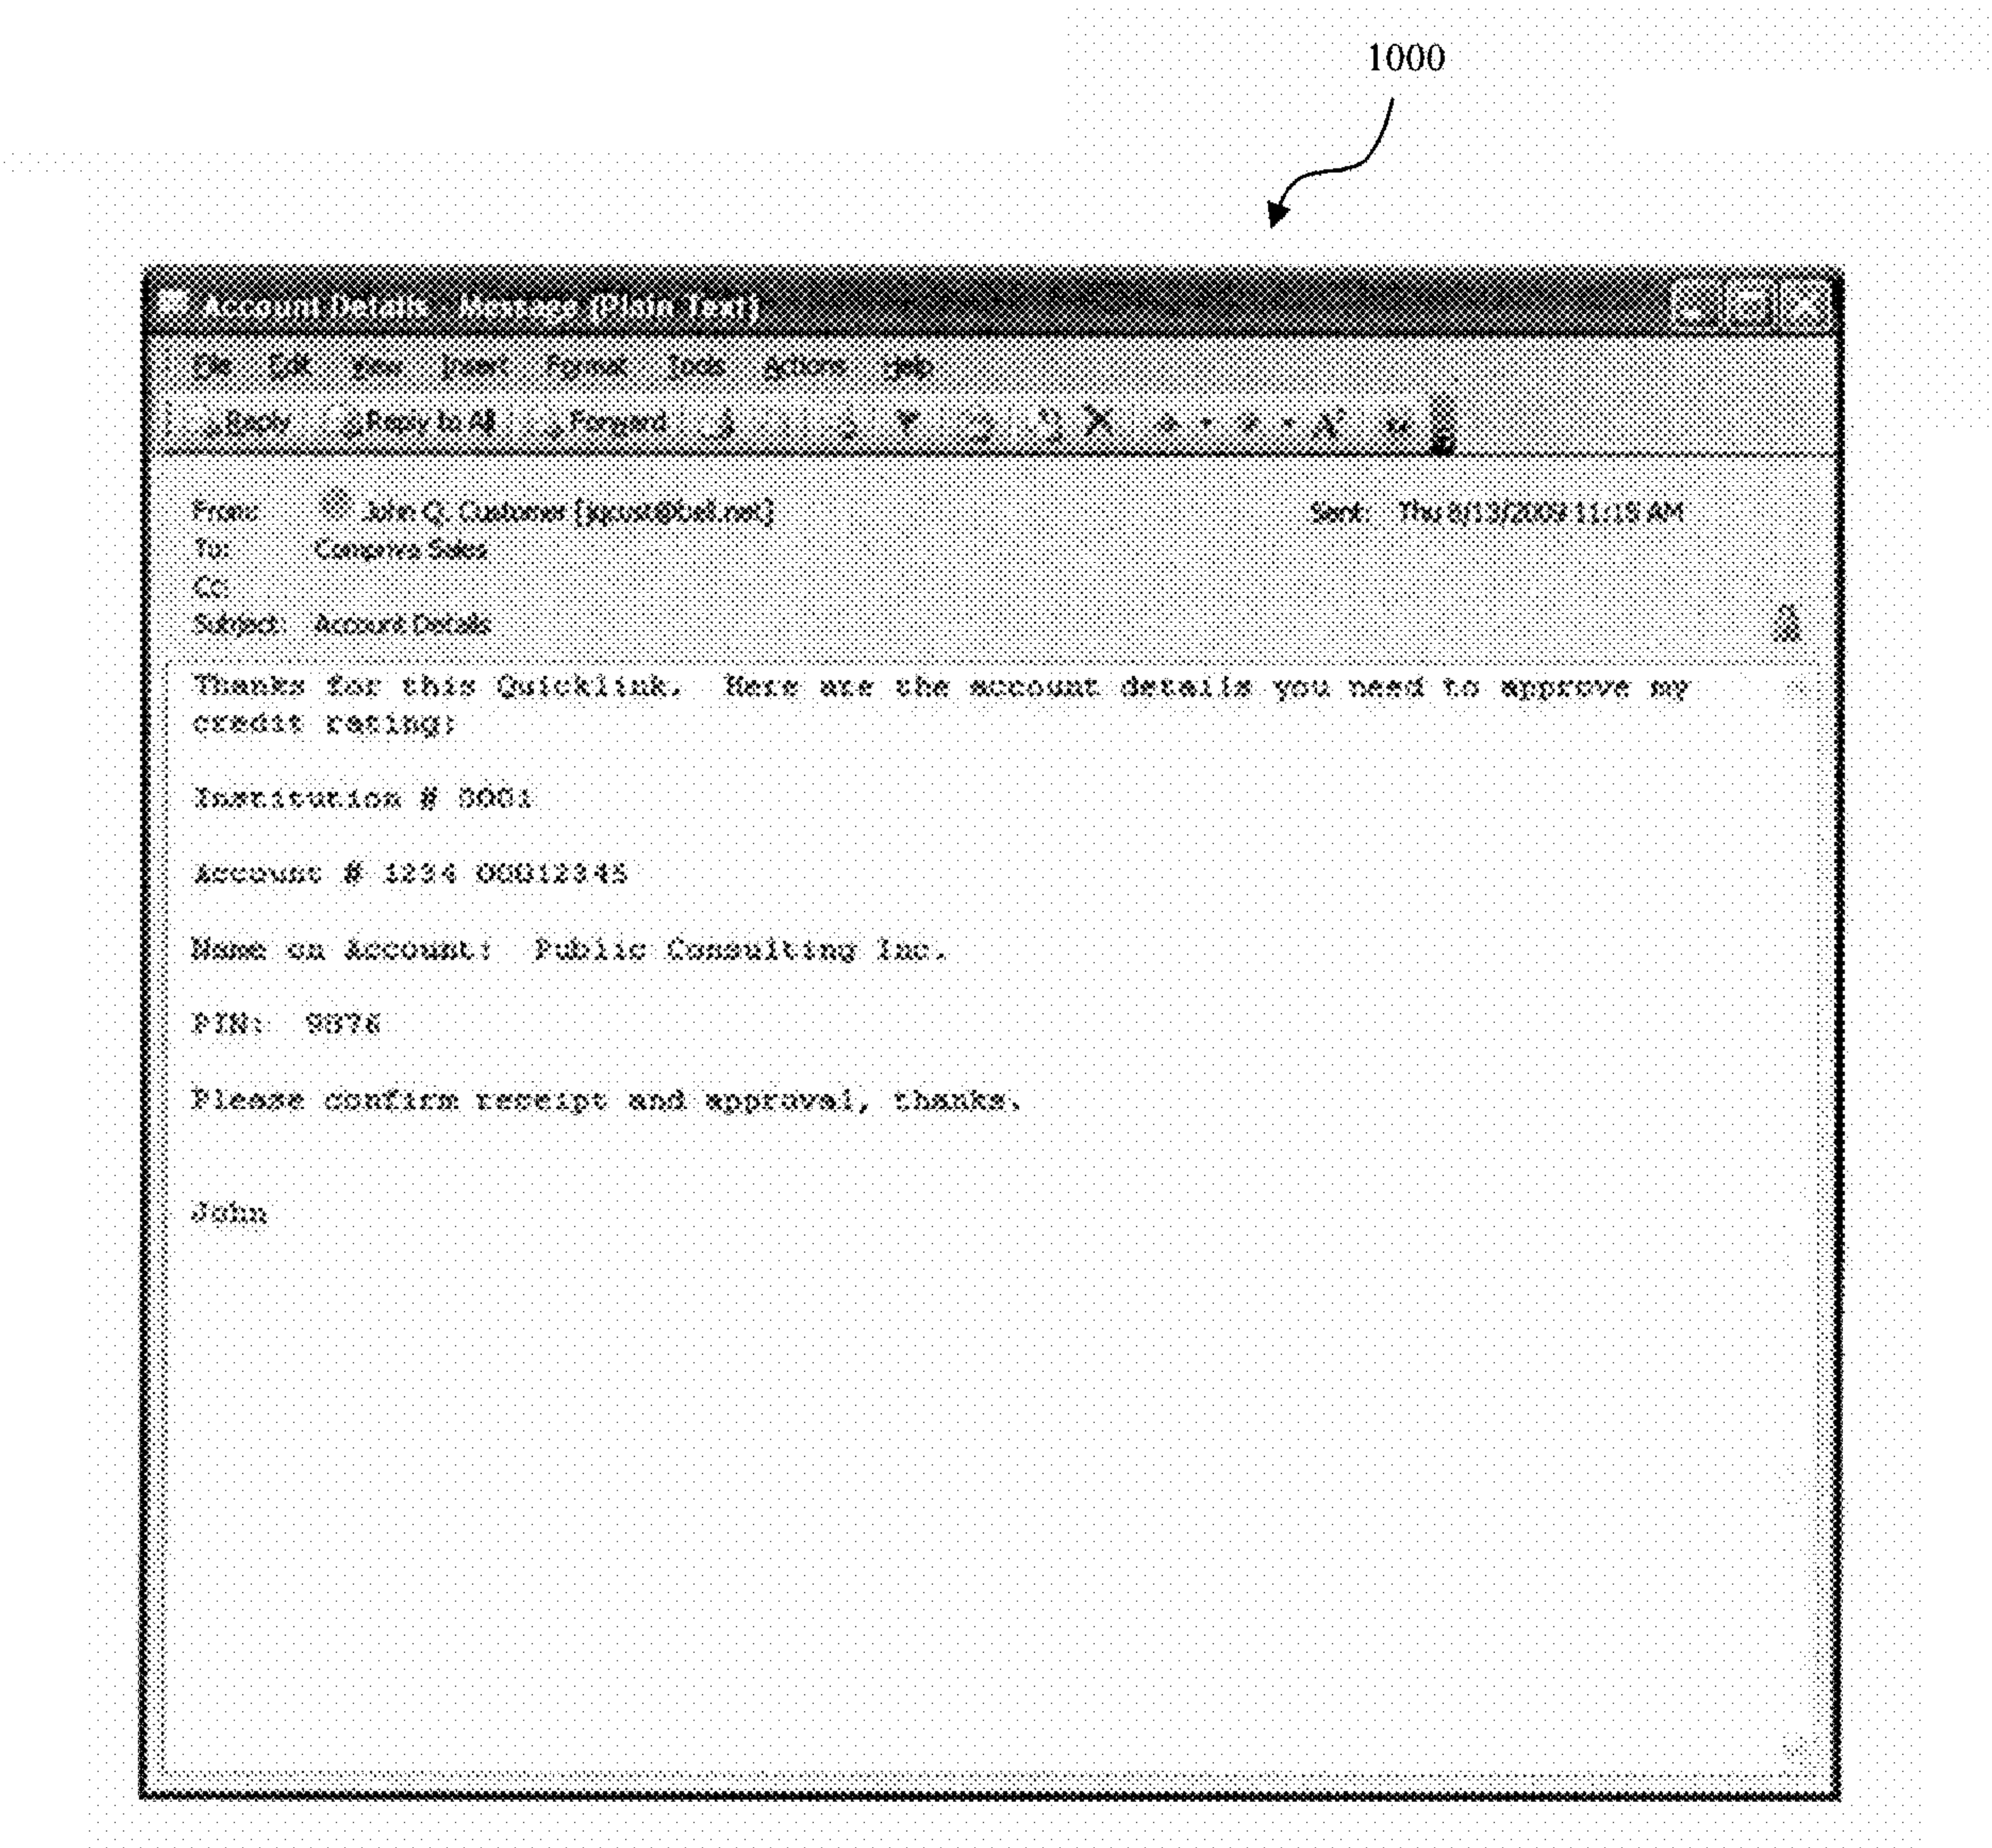 1000
Account Details - Message (Plain Text)
File Edit View Insert Format Tools Actions Help
Reply Reply to All Forward
From: John Q. Customer Sent: Thu 8/13/2009 11:19 AM
To: Compriva Sales
Cc:
Subject: Account Details
Thanks for this Quicklink. Here are the account details you need to approve my
credit rating:
Institution # 0001
Account # 1234 00012345
Name on Account: Public Consulting Inc.
PIN: 9876
Please confirm receipt and approval, thanks.
John